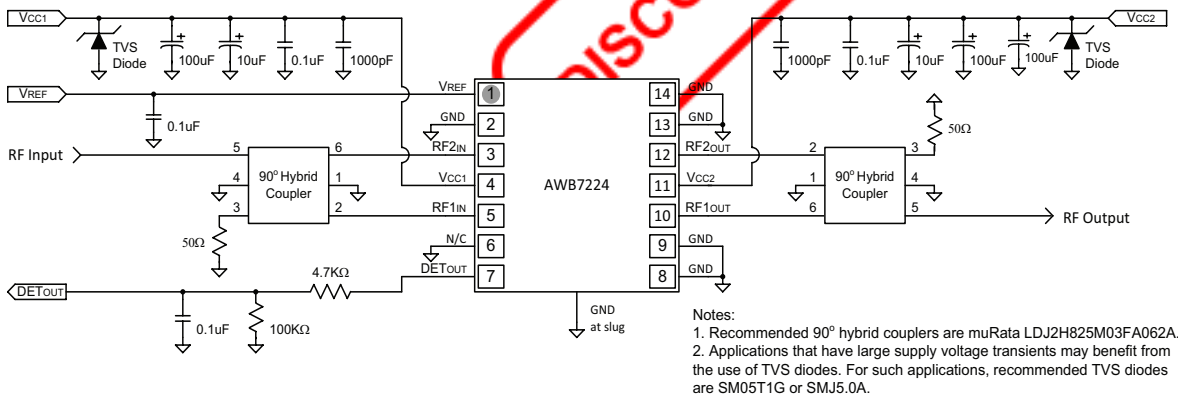 VCC1
VCC2
TVS
Diode
100uF
10uF
0.1uF
1000pF
1000pF
0.1uF
10uF
100uF
100uF
TVS
Diode
DISCO
VREF
0.1uF
VREF
1
14
GND
GND
2
13
GND
RF Input
5
6
RF2IN
3
12
RF2OUT
2
3
50Ω
4
90° Hybrid
Coupler
1
VCC1
4
AWB7224
11
VCC2
1
90° Hybrid
Coupler
4
3
2
RF1IN
5
10
RF1OUT
6
5
RF Output
50Ω
N/C
6
9
GND
DETOUT
4.7KΩ
DETOUT
7
8
GND
0.1uF
100KΩ
GND
at slug
Notes:
1. Recommended 90° hybrid couplers are muRata LDJ2H825M03FA062A.
2. Applications that have large supply voltage transients may benefit from
the use of TVS diodes. For such applications, recommended TVS diodes
are SM05T1G or SMJ5.0A.